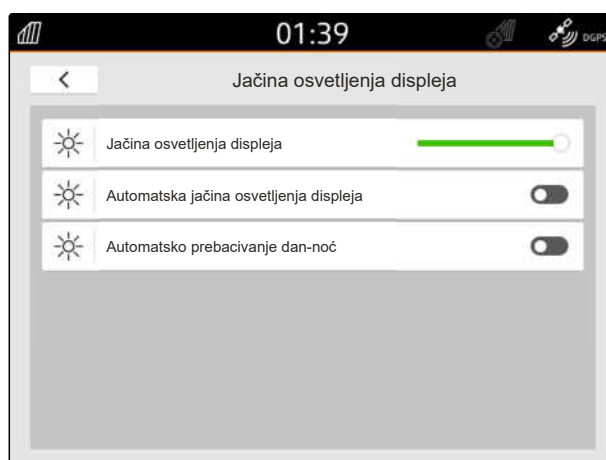 01:39
DGPS
Jačina osvetljenja displeja
Jačina osvetljenja displeja
Automatska jačina osvetljenja displeja
Automatsko prebacivanje dan-noć